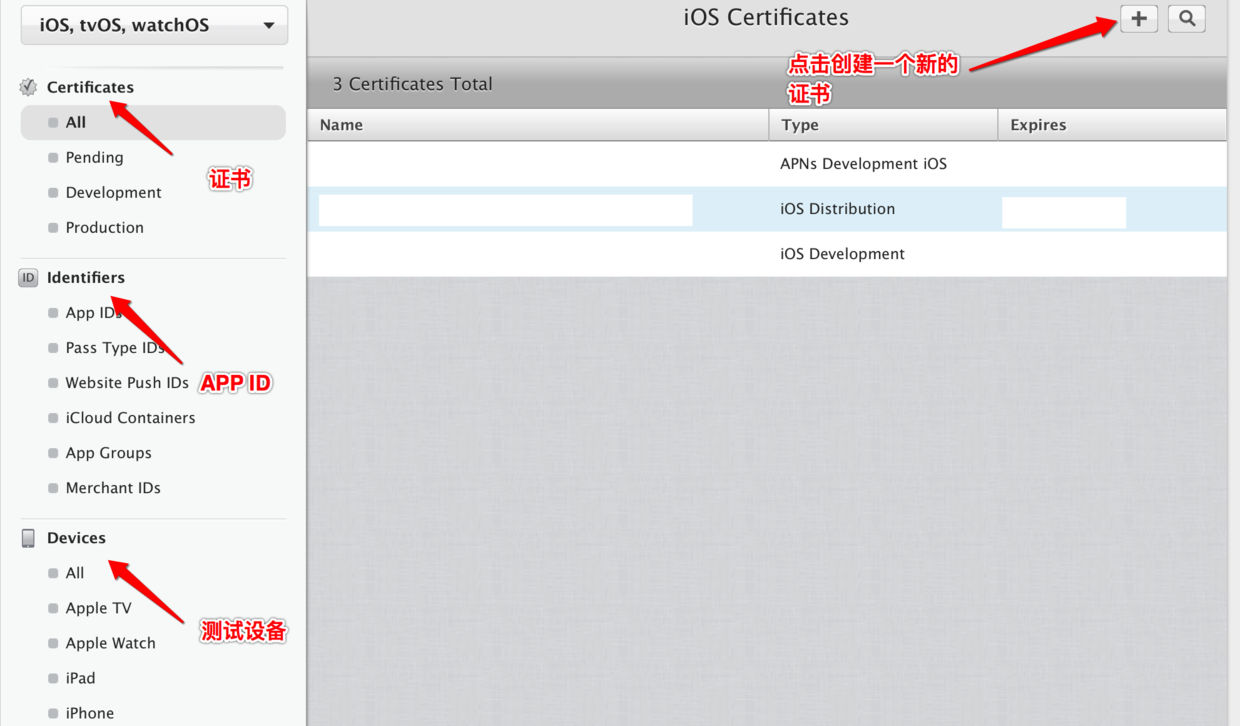 iOS, tvOS, watchOS
Certificates
All
Pending
Development
Production
证书
ID
Identifiers
App IDs
Pass Type IDs
Website Push IDs
APP ID
iCloud Containers
App Groups
Merchant IDs
Devices
All
Apple TV
测试设备
Apple Watch
iPad
iPhone
iOS Certificates
点击创建一个新的
证书
3 Certificates Total
Name
Type
Expires
APNs Development iOS
iOS Distribution
iOS Development